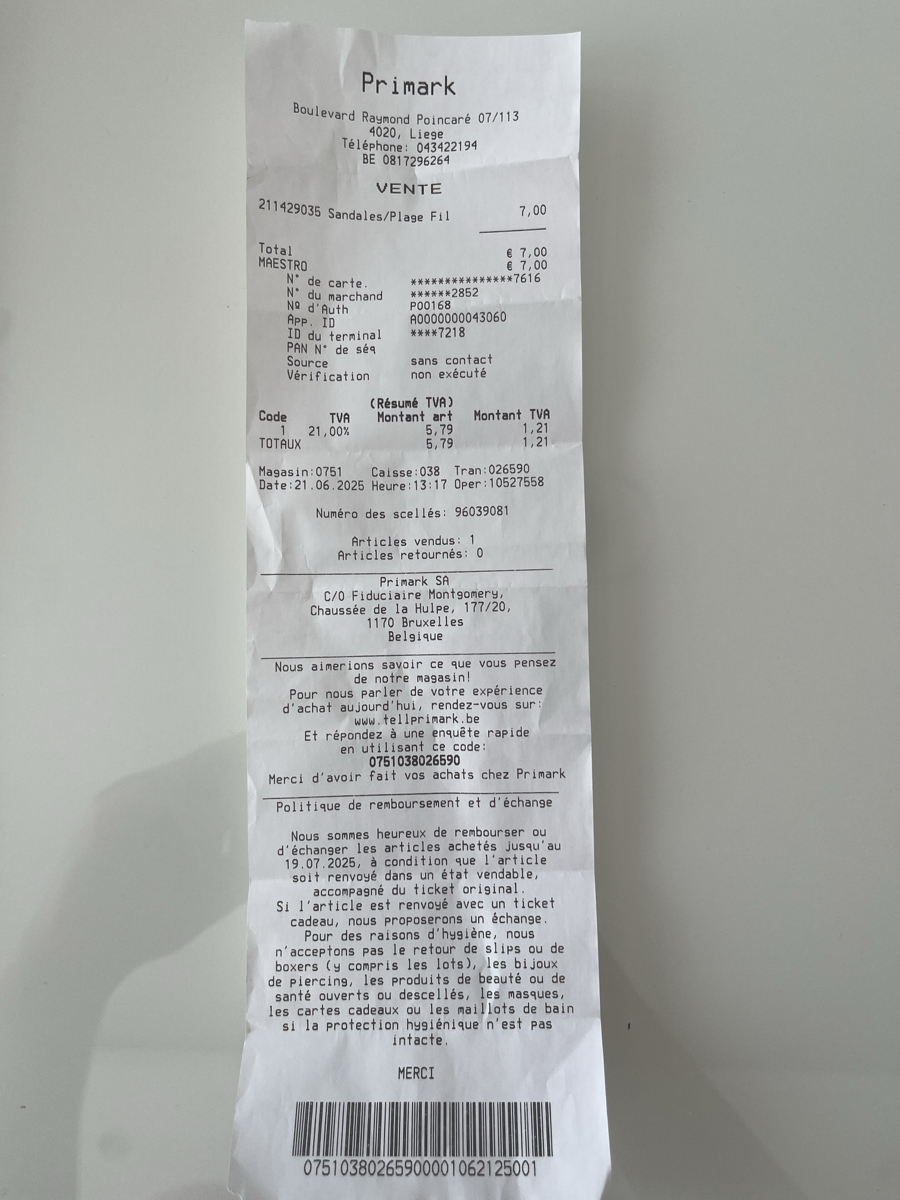 Primark
Boulevard Raymond Poincaré 07/113
4020, Liege
Téléphone: 043422194
BE 0817296264
VENTE
211429035 Sandales/Plage Fil 7,00
Total € 7,00
MAESTRO € 7,00
N° de carte. ***************7616
N° du marchand ******2852
Nº d'Auth P00168
App. ID A0000000043060
ID du terminal ****7218
PAN N° de séq
Source sans contact
Vérification non exécuté
(Résumé TVA)
Code TVA Montant art Montant TVA
1 21,00% 5,79 1,21
TOTAUX 5,79 1,21
Magasin:0751 Caisse:038 Tran:026590
Date:21.06.2025 Heure:13:17 Oper:10527558
Numéro des scellés: 96039081
Articles vendus: 1
Articles retournés: 0
Primark SA
C/O Fiduciaire Montgomery,
Chaussée de la Hulpe, 177/20,
1170 Bruxelles
Belgique
Nous aimerions savoir ce que vous pensez
de notre magasin!
Pour nous parler de votre expérience
d'achat aujourd'hui, rendez-vous sur:
www.tellprimark.be
Et répondez à une enquête rapide
en utilisant ce code:
0751038026590
Merci d'avoir fait vos achats chez Primark
Politique de remboursement et d'échange
Nous sommes heureux de rembourser ou
d'échanger les articles achetés jusqu'au
19.07.2025, à condition que l'article
soit renvoyé dans un état vendable,
accompagné du ticket original.
Si l'article est renvoyé avec un ticket
cadeau, nous proposerons un échange.
Pour des raisons d'hygiène, nous
n'acceptons pas le retour de slips ou de
boxers (y compris les lots), les bijoux
de piercing, les produits de beauté ou de
santé ouverts ou descellés, les masques,
les cartes cadeaux ou les maillots de bain
si la protection hygiénique n'est pas
intacte.
MERCI
07510380265900001062125001